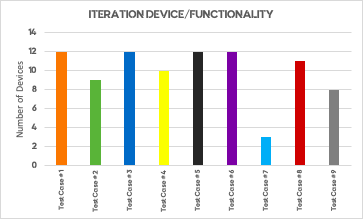 ITERATION DEVICE/FUNCTIONALITY
Number of Devices
14
12
10
8
6
4
2
0
Test Case #1
Test Case #2
Test Case #3
Test Case #4
Test Case #5
Test Case #6
Test Case #7
Test Case #8
Test Case #9